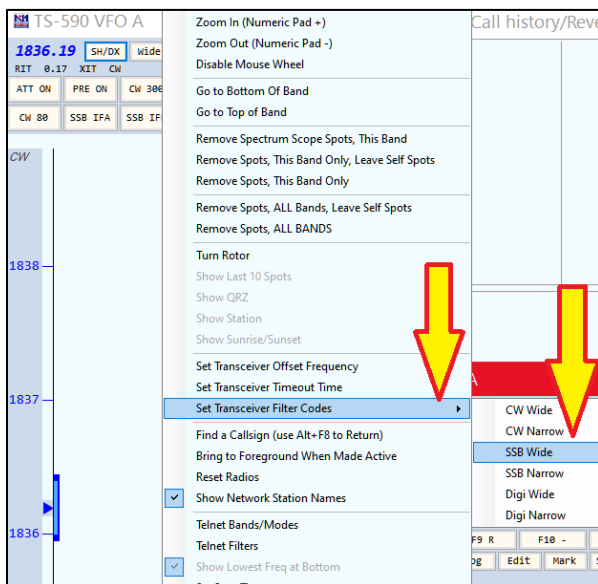 TS-590 VFO A
1836.19 SH/DX Wide
RIT 0.17 XIT CW
ATT ON PRE ON CW 300
CW 80 SSB IFA SSB IF
CW
1838
1837
1836
Zoom In (Numeric Pad +)
Zoom Out (Numeric Pad -)
Disable Mouse Wheel
Go to Bottom Of Band
Go to Top of Band
Remove Spectrum Scope Spots, This Band
Remove Spots, This Band Only, Leave Self Spots
Remove Spots, This Band Only
Remove Spots, ALL Bands, Leave Self Spots
Remove Spots, ALL BANDS
Turn Rotor
Show Last 10 Spots
Show QRZ
Show Station
Show Sunrise/Sunset
Set Transceiver Offset Frequency
Set Transceiver Timeout Time
Set Transceiver Filter Codes
Find a Callsign (use Alt+F8 to Return)
Bring to Foreground When Made Active
Reset Radios
Show Network Station Names
Telnet Bands/Modes
Telnet Filters
Show Lowest Freq at Bottom
Call history/Reve
A
CW Wide
CW Narrow
SSB Wide
SSB Narrow
Digi Wide
Digi Narrow
F9 R F10 -
og Edit Mark S